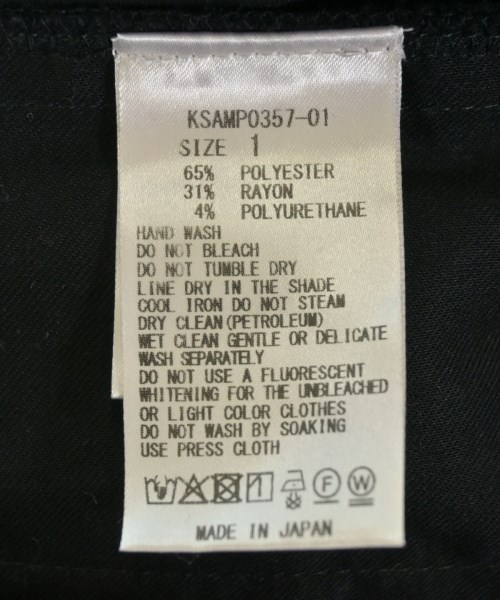 KSAMP0357-01
SIZE 1
65% POLYESTER
31% RAYON
4% POLYURETHANE
HAND WASH
DO NOT BLEACH
DO NOT TUMBLE DRY
LINE DRY IN THE SHADE
COOL IRON DO NOT STEAM
DRY CLEAN(PETROLEUM)
WET CLEAN GENTLE OR DELICATE
WASH SEPARATELY
DO NOT USE A FLUORESCENT
WHITENING FOR THE UNBLEACHED
OR LIGHT COLOR CLOTHES
DO NOT WASH BY SOAKING
USE PRESS CLOTH
F W
MADE IN JAPAN